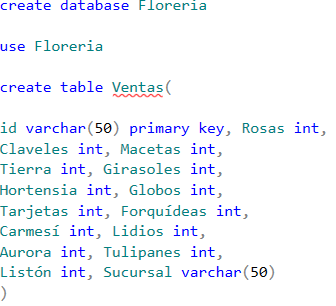 create database Floreria
use Floreria
create table Ventas(
id varchar(50) primary key, Rosas int,
Claveles int, Macetas int,
Tierra int, Girasoles int,
Hortensia int, Globos int,
Tarjetas int, Forquídeas int,
Carmesí int, Lidios int,
Aurora int, Tulipanes int,
Listón int, Sucursal varchar(50)
)